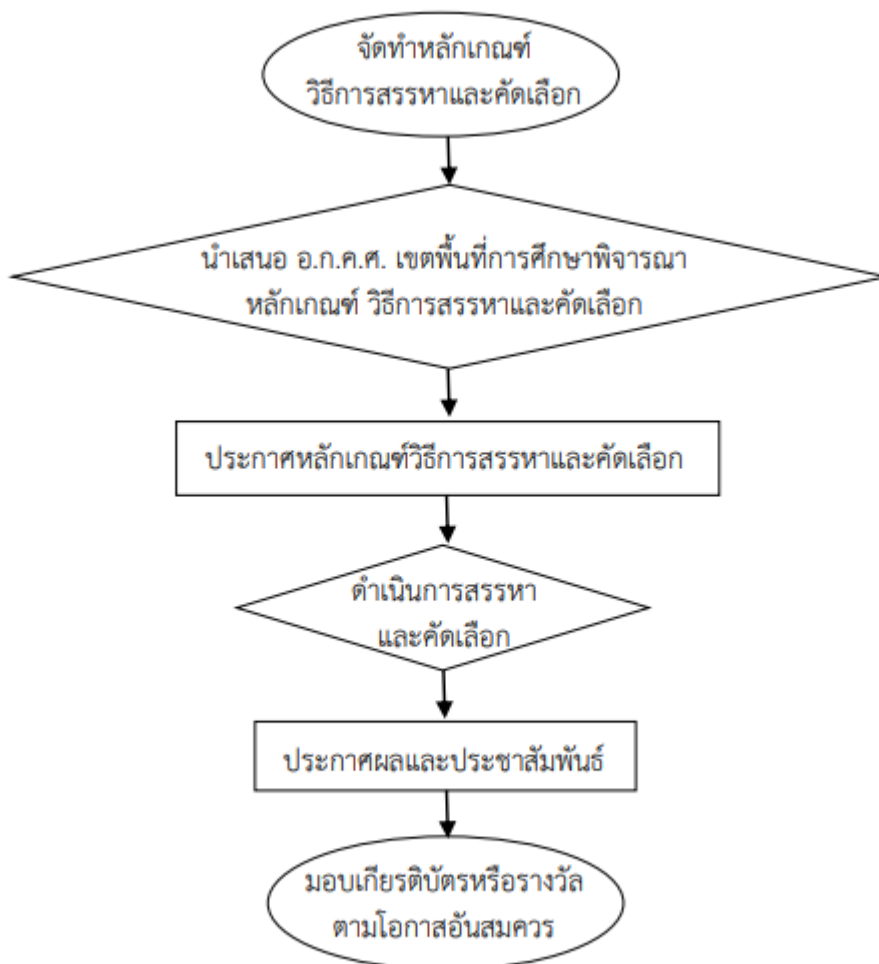 จัดทำหลักเกณฑ์
วิธีการสรรหาและคัดเลือก
นำเสนอ อ.ก.ค.ศ. เขตพื้นที่การศึกษาพิจารณา
หลักเกณฑ์ วิธีการสรรหาและคัดเลือก
ประกาศหลักเกณฑ์วิธีการสรรหาและคัดเลือก
ดำเนินการสรรหา
และคัดเลือก
ประกาศผลและประชาสัมพันธ์
มอบเกียรติบัตรหรือรางวัล
ตามโอกาสอันสมควร